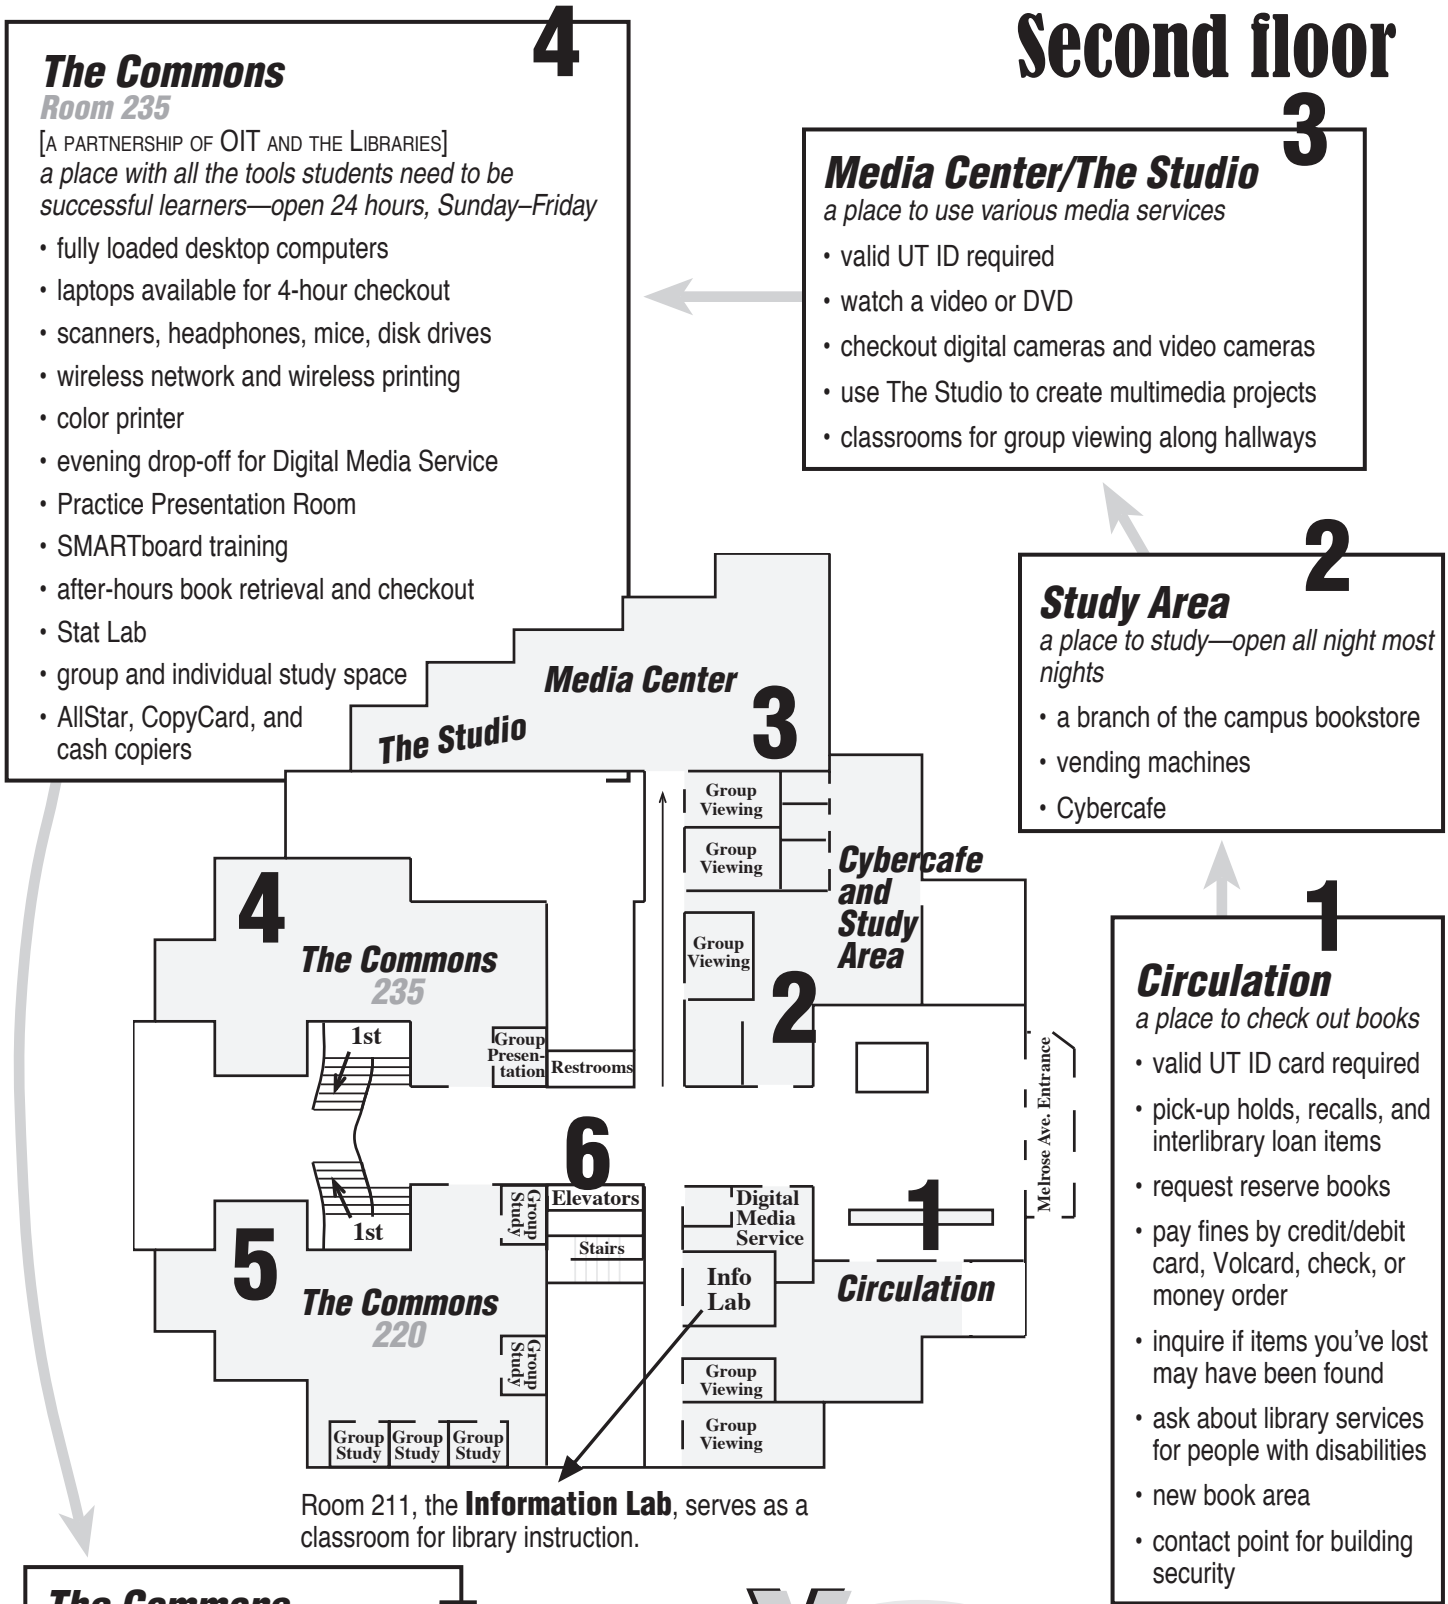 Second floor
4
The Commons
Room 235
[A PARTNERSHIP OF OIT AND THE LIBRARIES]
a place with all the tools students need to be
successful learners—open 24 hours, Sunday–Friday
• fully loaded desktop computers
• laptops available for 4-hour checkout
• scanners, headphones, mice, disk drives
• wireless network and wireless printing
• color printer
• evening drop-off for Digital Media Service
• Practice Presentation Room
• SMARTboard training
• after-hours book retrieval and checkout
• Stat Lab
• group and individual study space
• AllStar, CopyCard, and
cash copiers
3
Media Center/The Studio
a place to use various media services
• valid UT ID required
• watch a video or DVD
• checkout digital cameras and video cameras
• use The Studio to create multimedia projects
• classrooms for group viewing along hallways
2
Study Area
a place to study—open all night most
nights
• a branch of the campus bookstore
• vending machines
• Cybercafe
1
Circulation
a place to check out books
• valid UT ID card required
• pick-up holds, recalls, and
interlibrary loan items
• request reserve books
• pay fines by credit/debit
card, Volcard, check, or
money order
• inquire if items you’ve lost
may have been found
• ask about library services
for people with disabilities
• new book area
• contact point for building
security
Media Center
3
The Studio
Group
Viewing
Group
Viewing
Cybercafe
and
Study
Area
Group
Viewing
2
4
The Commons
235
1st
Group
Presen-
tation
Restrooms
Melrose Ave. Entrance
6
Elevators
Group
Study
Stairs
1st
5
The Commons
220
Group
Study
Group
Study
Group
Study
Group
Study
Digital
Media
Service
1
Info
Lab
Circulation
Group
Viewing
Group
Viewing
Room 211, the Information Lab, serves as a
classroom for library instruction.
The Commons